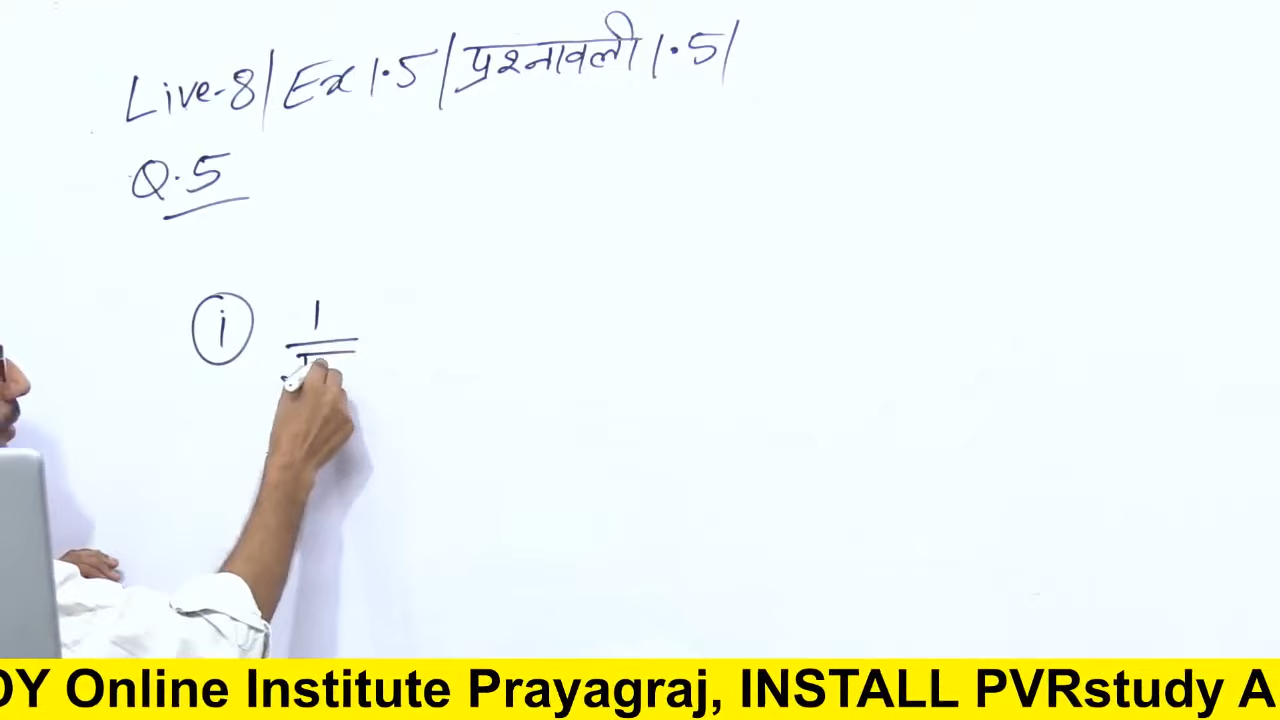 Live-8| Ex 1.5| प्रश्नावली 1.5|
Q.5
i 1
DY Online Institute Prayagraj, INSTALL PVRstudy A